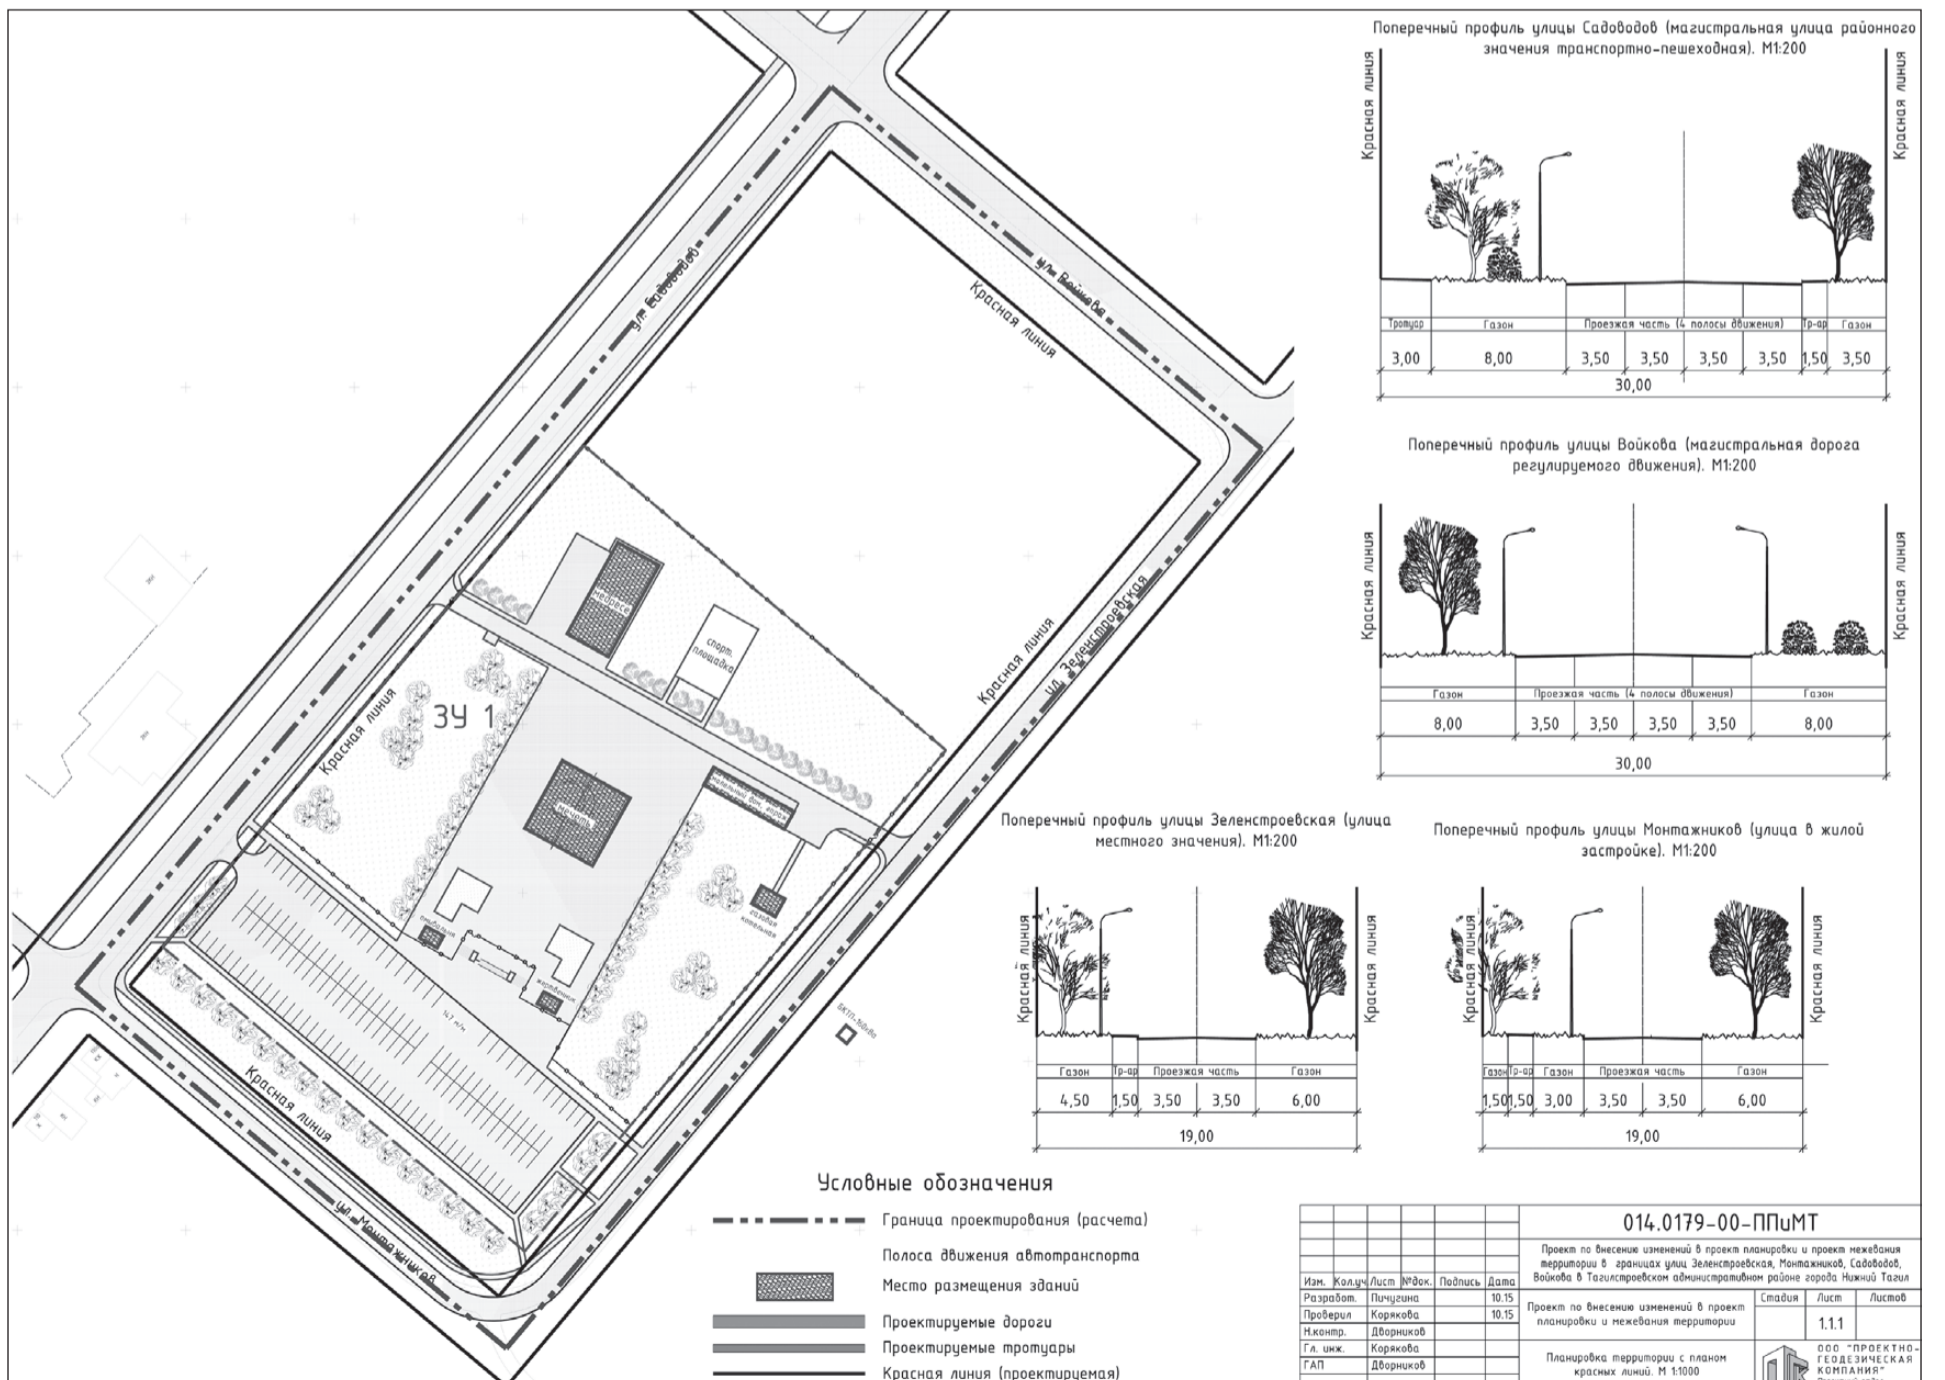 Поперечный профиль улицы Садоводов (магистральная улица районного
значения транспортно-пешеходная). М1:200
Красная линия
Красная линия
Тротуар Газон Проезжая часть (4 полосы движения) Тр-ар Газон
3,00 8,00 3,50 3,50 3,50 3,50 1,50 3,50
30,00
Поперечный профиль улицы Войкова (магистральная дорога
регулируемого движения). М1:200
Красная линия
Красная линия
Газон Проезжая часть (4 полосы движения) Газон
8,00 3,50 3,50 3,50 3,50 8,00
30,00
Поперечный профиль улицы Зеленстроевская (улица
местного значения). М1:200
Красная линия
Красная линия
Газон Тр-ар Проезжая часть Газон
4,50 1,50 3,50 3,50 6,00
19,00
Поперечный профиль улицы Монтажников (улица в жилой
застройке). М1:200
Красная линия
Красная линия
Газон Тр-ар Газон Проезжая часть Газон
1,50 1,50 3,00 3,50 3,50 6,00
19,00
ул. Садоводов
ул. Войкова
Красная линия
Красная линия
ул. Зеленстроевская
медресе
спорт.
площадка
Красная линия
ЗУ 1
мечеть
газовая
котельная
147 м/м
Красная линия
ул. Монтажников
Условные обозначения
Граница проектирования (расчета)
Полоса движения автотранспорта
Место размещения зданий
Проектируемые дороги
Проектируемые тротуары
Красная линия (проектируемая)
014.0179-00-ППиМТ
Проект по внесению изменений в проект планировки и проект межевания
территории в границах улиц Зеленстроевская, Монтажников, Садоводов,
Войкова в Тагилстроевском административном районе города Нижний Тагил
Изм. Кол.уч Лист №док. Подпись Дата
Разработ. Пичугина 10.15
Проверил Корякова 10.15
Н.контр. Дворников
Гл. инж. Корякова
ГАП Дворников
Проект по внесению изменений в проект
планировки и межевания территории
Стадия Лист Листов
1.1.1
Планировка территории с планом
красных линий. М 1:1000
ООО "ПРОЕКТНО-
ГЕОДЕЗИЧЕСКАЯ
КОМПАНИЯ"